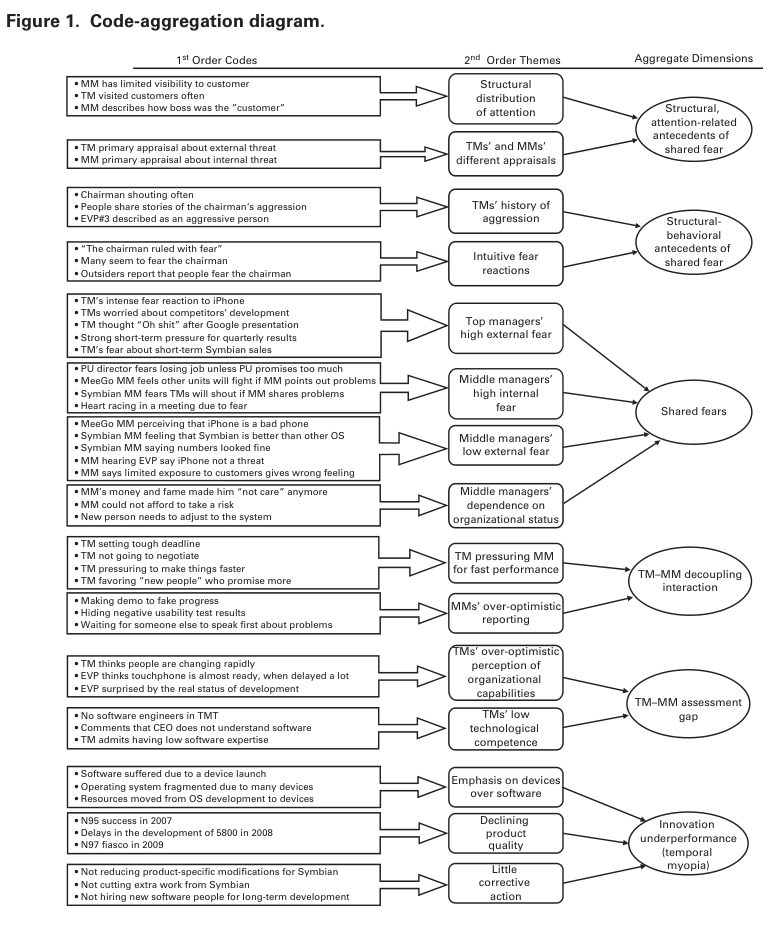 Figure 1. Code-aggregation diagram.
1st Order Codes
2nd Order Themes
Aggregate Dimensions
• MM has limited visibility to customer
• TM visited customers often
• MM describes how boss was the "customer"
Structural
distribution
of attention
• TM primary appraisal about external threat
• MM primary appraisal about internal threat
TMs' and MMs'
different appraisals
Structural,
attention-related
antecedents of
shared fear
• Chairman shouting often
• People share stories of the chairman's aggression
• EVP#3 described as an aggressive person
TMs' history of
aggression
• "The chairman ruled with fear"
• Many seem to fear the chairman
• Outsiders report that people fear the chairman
Intuitive fear
reactions
Structural-
behavioral
antecedents of
shared fear
• TM's intense fear reaction to iPhone
• TMs worried about competitors' development
• TM thought "Oh shit" after Google presentation
• Strong short-term pressure for quarterly results
• TM's fear about short-term Symbian sales
Top managers'
high external fear
• PU director fears losing job unless PU promises too much
• MeeGo MM feels other units will fight if MM points out problems
• Symbian MM fears TMs will shout if MM shares problems
• Heart racing in a meeting due to fear
Middle managers'
high internal
fear
• MeeGo MM perceiving that iPhone is a bad phone
• Symbian MM feeling that Symbian is better than other OS
• Symbian MM saying numbers looked fine
• MM hearing EVP say iPhone not a threat
• MM says limited exposure to customers gives wrong feeling
Middle managers'
low external fear
• MM's money and fame made him "not care" anymore
• MM could not afford to take a risk
• New person needs to adjust to the system
Middle managers'
dependence on
organizational status
Shared fears
• TM setting tough deadline
• TM not going to negotiate
• TM pressuring to make things faster
• TM favoring "new people" who promise more
TM pressuring MM
for fast performance
• Making demo to fake progress
• Hiding negative usability test results
• Waiting for someone else to speak first about problems
MMs' over-optimistic
reporting
TM–MM decoupling
interaction
• TM thinks people are changing rapidly
• EVP thinks touchphone is almost ready, when delayed a lot
• EVP surprised by the real status of development
TMs' over-optimistic
perception of
organizational
capabilities
• No software engineers in TMT
• Comments that CEO does not understand software
• TM admits having low software expertise
TMs' low
technological
competence
TM–MM assessment
gap
• Software suffered due to a device launch
• Operating system fragmented due to many devices
• Resources moved from OS development to devices
Emphasis on devices
over software
• N95 success in 2007
• Delays in the development of 5800 in 2008
• N97 fiasco in 2009
Declining
product
quality
• Not reducing product-specific modifications for Symbian
• Not cutting extra work from Symbian
• Not hiring new software people for long-term development
Little
corrective
action
Innovation
underperformance
(temporal
myopia)